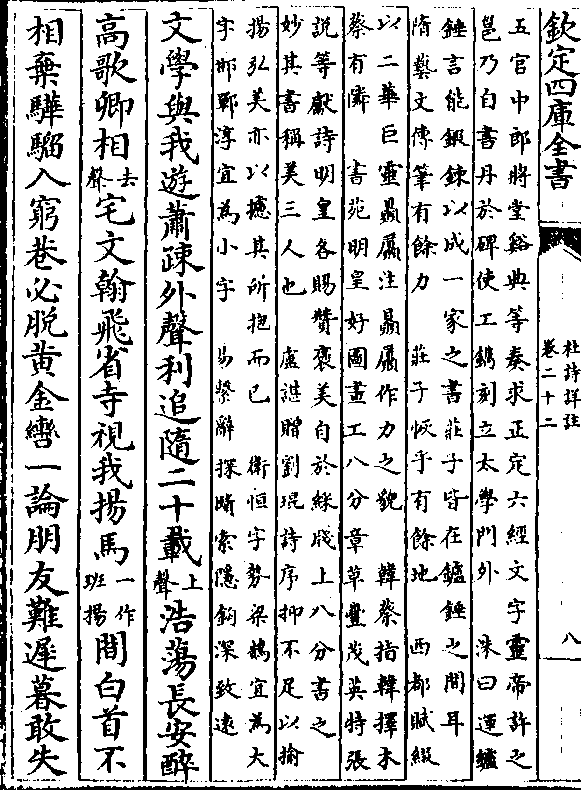 欽定四庫全書
杜詩詳註
卷二十二
八
五官中郎將堂谿典等奏求正定六經文字靈帝許之
邕乃自書丹於碑使工鐫刻立太學門外 洙曰運鑪
錘言能鍛鍊以成一家之書莊子皆在鑪錘之間耳
隋藝文傳筆有餘力 莊子恢乎有餘地 西都賦綴
以二華巨靈贔屭注贔屭作力之貌 韓蔡指韓擇木
蔡有隣 書苑明皇好圖畫工八分章草豐茂英特張
說等獻詩明皇各賜贊褒美自於綵牋上八分書之
妙其書稱美三人也 盧諶贈劉琨詩序抑不足以揄
揚弘美亦以攄其所抱而已 衛恒字勢梁鵠宜為大
字邯鄲淳宜為小字 易繫辭探賾索隱鈎深致遠
文學與我遊蕭疎外聲利追隨二十載上聲浩蕩長安醉
高歌卿相去聲宅文翰飛省寺視我揚馬一作班揚間白首不
相棄驊騮入窮巷必脫黃金轡一論朋友難遲暮敢失